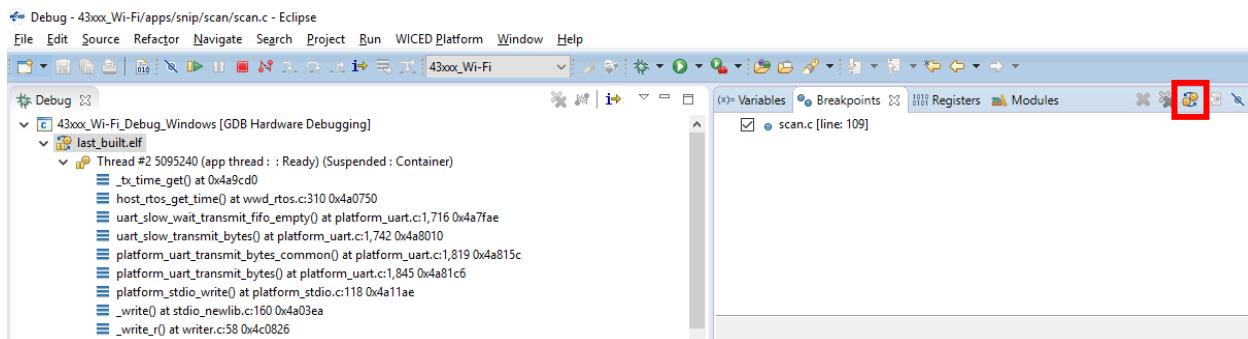 Debug - 43xxx_Wi-Fi/apps/snip/scan/scan.c - Eclipse
File Edit Source Refactor Navigate Search Project Run WICED Platform Window Help
43xxx_Wi-Fi
Debug
(x)= Variables Breakpoints Registers Modules
43xxx_Wi-Fi_Debug_Windows [GDB Hardware Debugging]
scan.c [line: 109]
last_built.elf
Thread #2 5095240 (app thread : : Ready) (Suspended : Container)
_tx_time_get() at 0x4a9cd0
host_rtos_get_time() at wwd_rtos.c:310 0x4a0750
uart_slow_wait_transmit_fifo_empty() at platform_uart.c:1,716 0x4a7fae
uart_slow_transmit_bytes() at platform_uart.c:1,742 0x4a8010
platform_uart_transmit_bytes_common() at platform_uart.c:1,819 0x4a815c
platform_uart_transmit_bytes() at platform_uart.c:1,845 0x4a81c6
platform_stdio_write() at platform_stdio.c:118 0x4a11ae
_write() at stdio_newlib.c:160 0x4a03ea
_write_r() at writer.c:58 0x4c0826